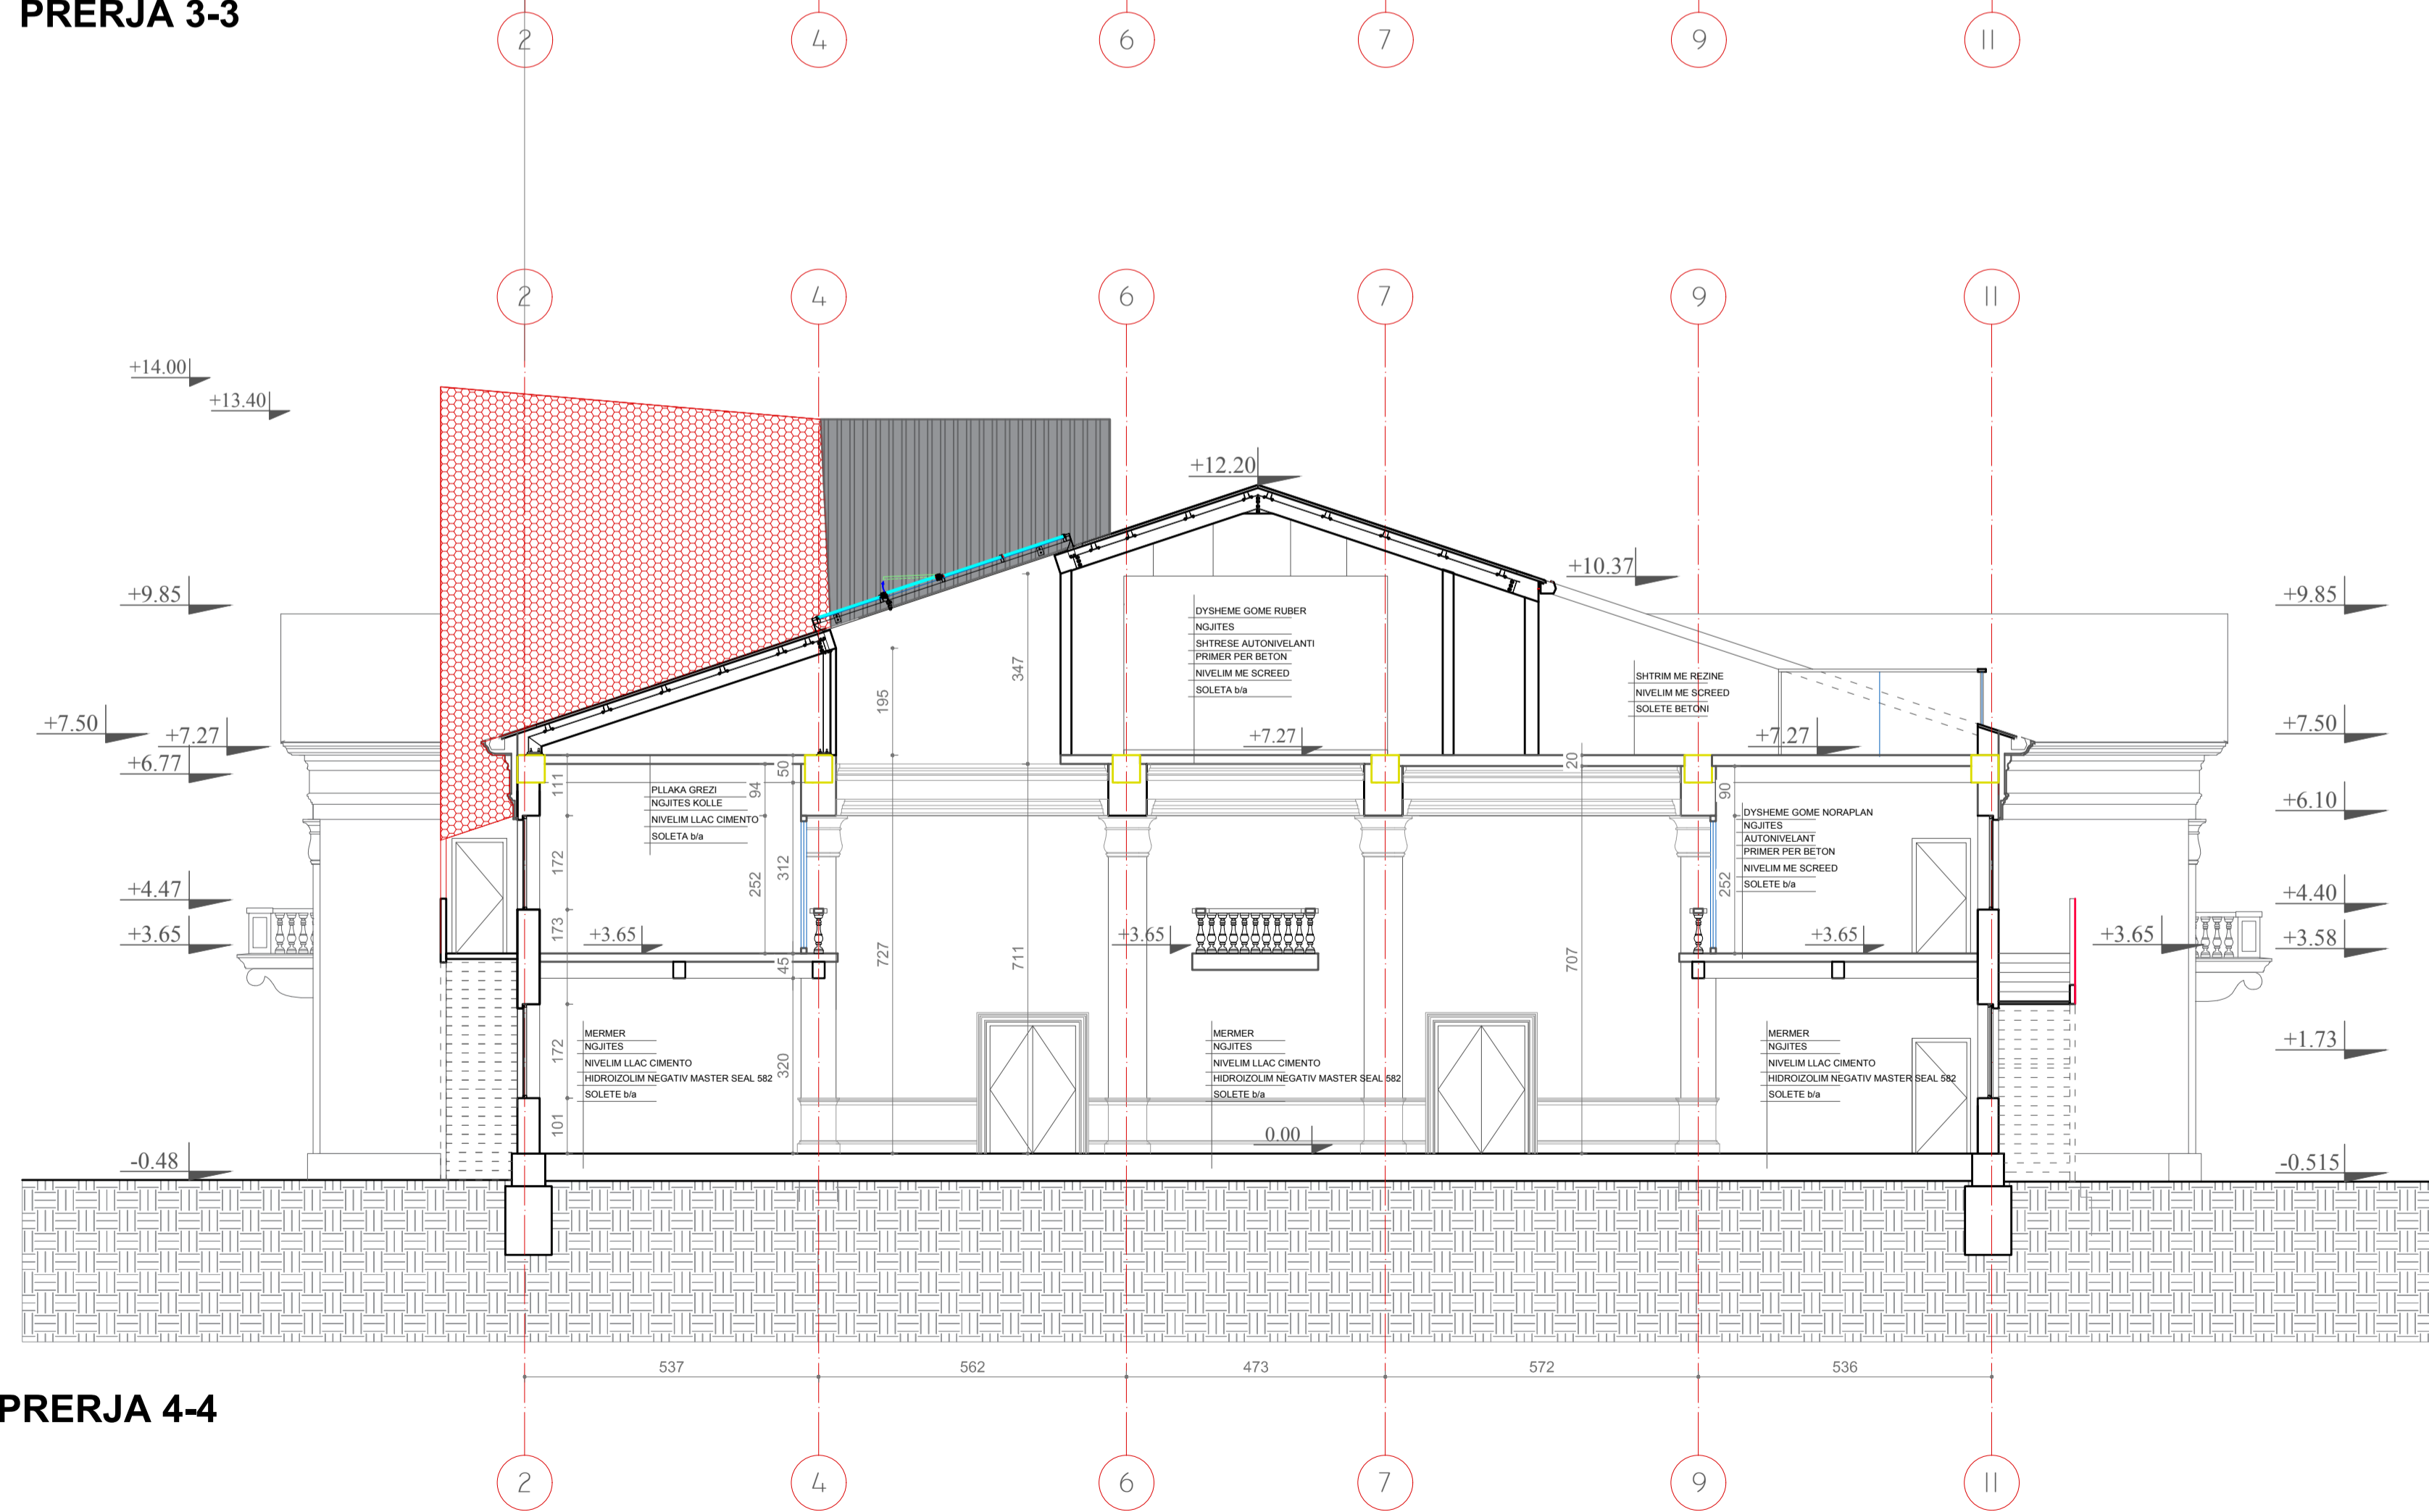 PRERJA 3-3
2 4 6 7 9 11
2 4 6 7 9 11
+14.00
+13.40
+12.20
+10.37
+9.85
+9.85
+7.50
+7.27
+6.77
+4.47
+3.65
-0.48
+7.50
+6.10
+4.40
+3.65
+3.58
+1.73
-0.515
DYSHEME GOME RUBER
NGJITES
SHTRESE AUTONIVELANTI
PRIMER PER BETON
NIVELIM ME SCREED
SOLETA b/a
SHTRIM ME REZINE
NIVELIM ME SCREED
SOLETE BETONI
+7.27
+7.27
195
347
20
50
94
111
90
PLLAKA GREZI
NGJITES KOLLE
NIVELIM LLAC CIMENTO
SOLETA b/a
DYSHEME GOME NORAPLAN
NGJITES
AUTONIVELANT
PRIMER PER BETON
NIVELIM ME SCREED
SOLETE b/a
172
312
252
252
173
45
727
711
707
+3.65
+3.65
+3.65
172
320
101
MERMER
NGJITES
NIVELIM LLAC CIMENTO
HIDROIZOLIM NEGATIV MASTER SEAL 582
SOLETE b/a
MERMER
NGJITES
NIVELIM LLAC CIMENTO
HIDROIZOLIM NEGATIV MASTER SEAL 582
SOLETE b/a
MERMER
NGJITES
NIVELIM LLAC CIMENTO
HIDROIZOLIM NEGATIV MASTER SEAL 582
SOLETE b/a
0.00
537 562 473 572 536
PRERJA 4-4
2 4 6 7 9 11